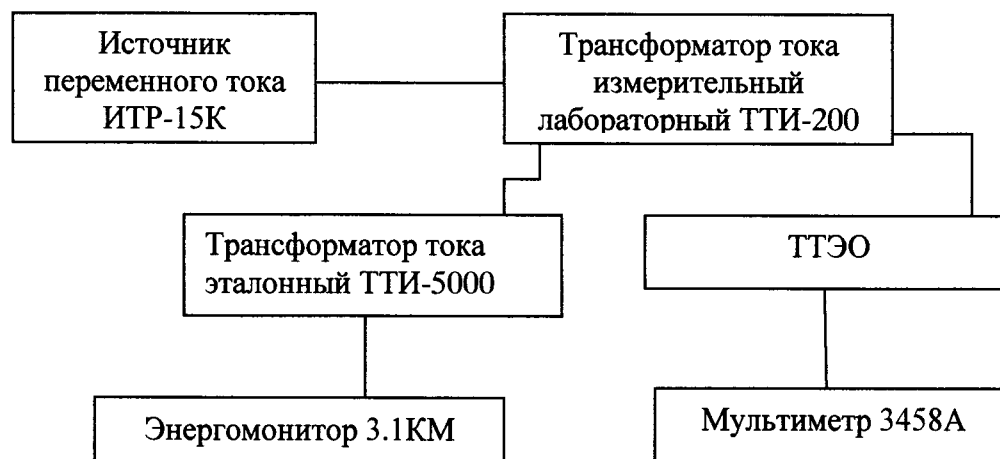 Источник
переменного тока
ИТР-15К
Трансформатор тока
измерительный
лабораторный ТТИ-200
Трансформатор тока
эталонный ТТИ-5000
ТТЭО
Энергомонитор 3.1КМ
Мультиметр 3458А